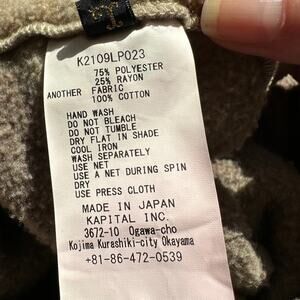 K2109LP023
75% POLYESTER
25% RAYON
ANOTHER FABRIC
100% COTTON
HAND WASH
DO NOT BLEACH
DO NOT TUMBLE
DRY FLAT IN SHADE
COOL IRON
WASH SEPARATELY
USE NET
USE A NET DURING SPIN
DRY
USE PRESS CLOTH
MADE IN JAPAN
KAPITAL INC.
3672-10 Ogawa-cho
Kojima Kurashiki-city Okayama
+81-86-472-0539